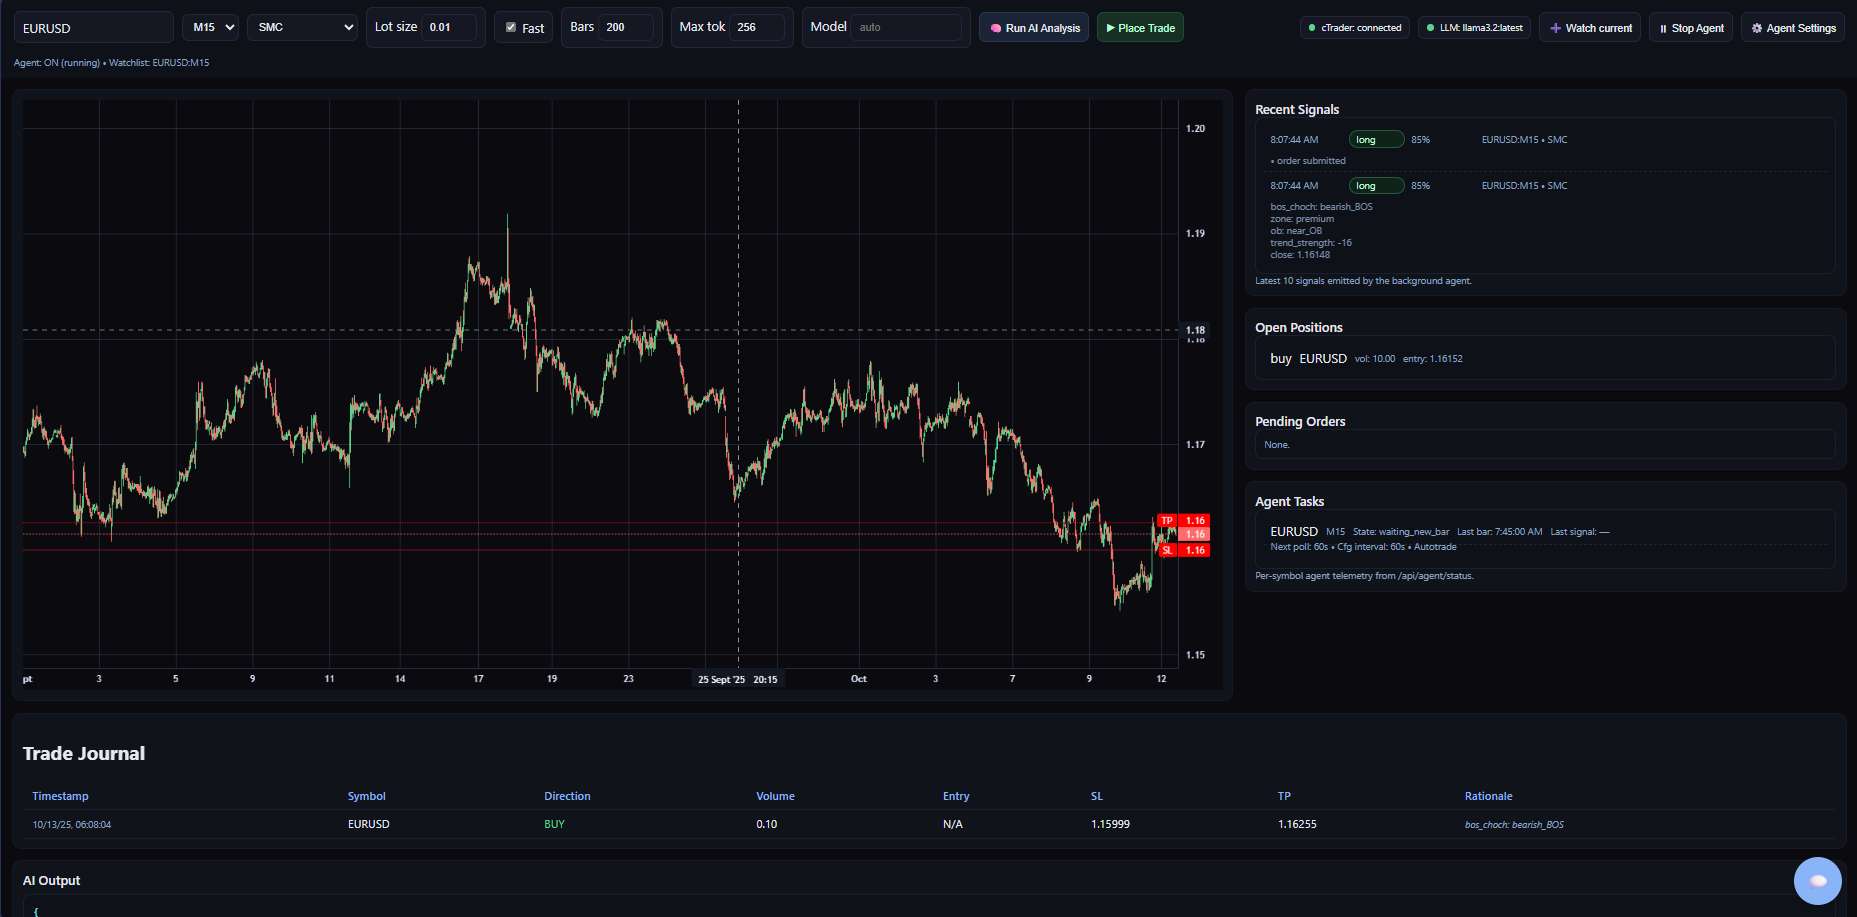 EURUSD M15 SMC Lot size 0.01 Fast Bars 200 Max tok 256 Model auto Run AI Analysis Place Trade cTrader: connected LLM: llama3.2:latest Watch current Stop Agent Agent Settings
Agent: ON (running) • Watchlist: EURUSD:M15
1.20
1.19
1.18
1.18
1.17
TP 1.16
1.16
SL 1.16
1.15
pt 3 5 9 11 14 17 19 23 25 Sept '25 20:15 Oct 3 7 9 12
Recent Signals
8:07:44 AM long 85% EURUSD:M15 • SMC
• order submitted
8:07:44 AM long 85% EURUSD:M15 • SMC
bos_choch: bearish_BOS
zone: premium
ob: near_OB
trend_strength: -16
close: 1.16148
Latest 10 signals emitted by the background agent.
Open Positions
buy EURUSD vol: 10.00 entry: 1.16152
Pending Orders
None.
Agent Tasks
EURUSD M15 State: waiting_new_bar Last bar: 7:45:00 AM Last signal: —
Next poll: 60s • Cfg interval: 60s • Autotrade
Per-symbol agent telemetry from /api/agent/status.
Trade Journal
Timestamp Symbol Direction Volume Entry SL TP Rationale
10/13/25, 06:08:04 EURUSD BUY 0.10 N/A 1.15999 1.16255 bos_choch: bearish_BOS
AI Output
{